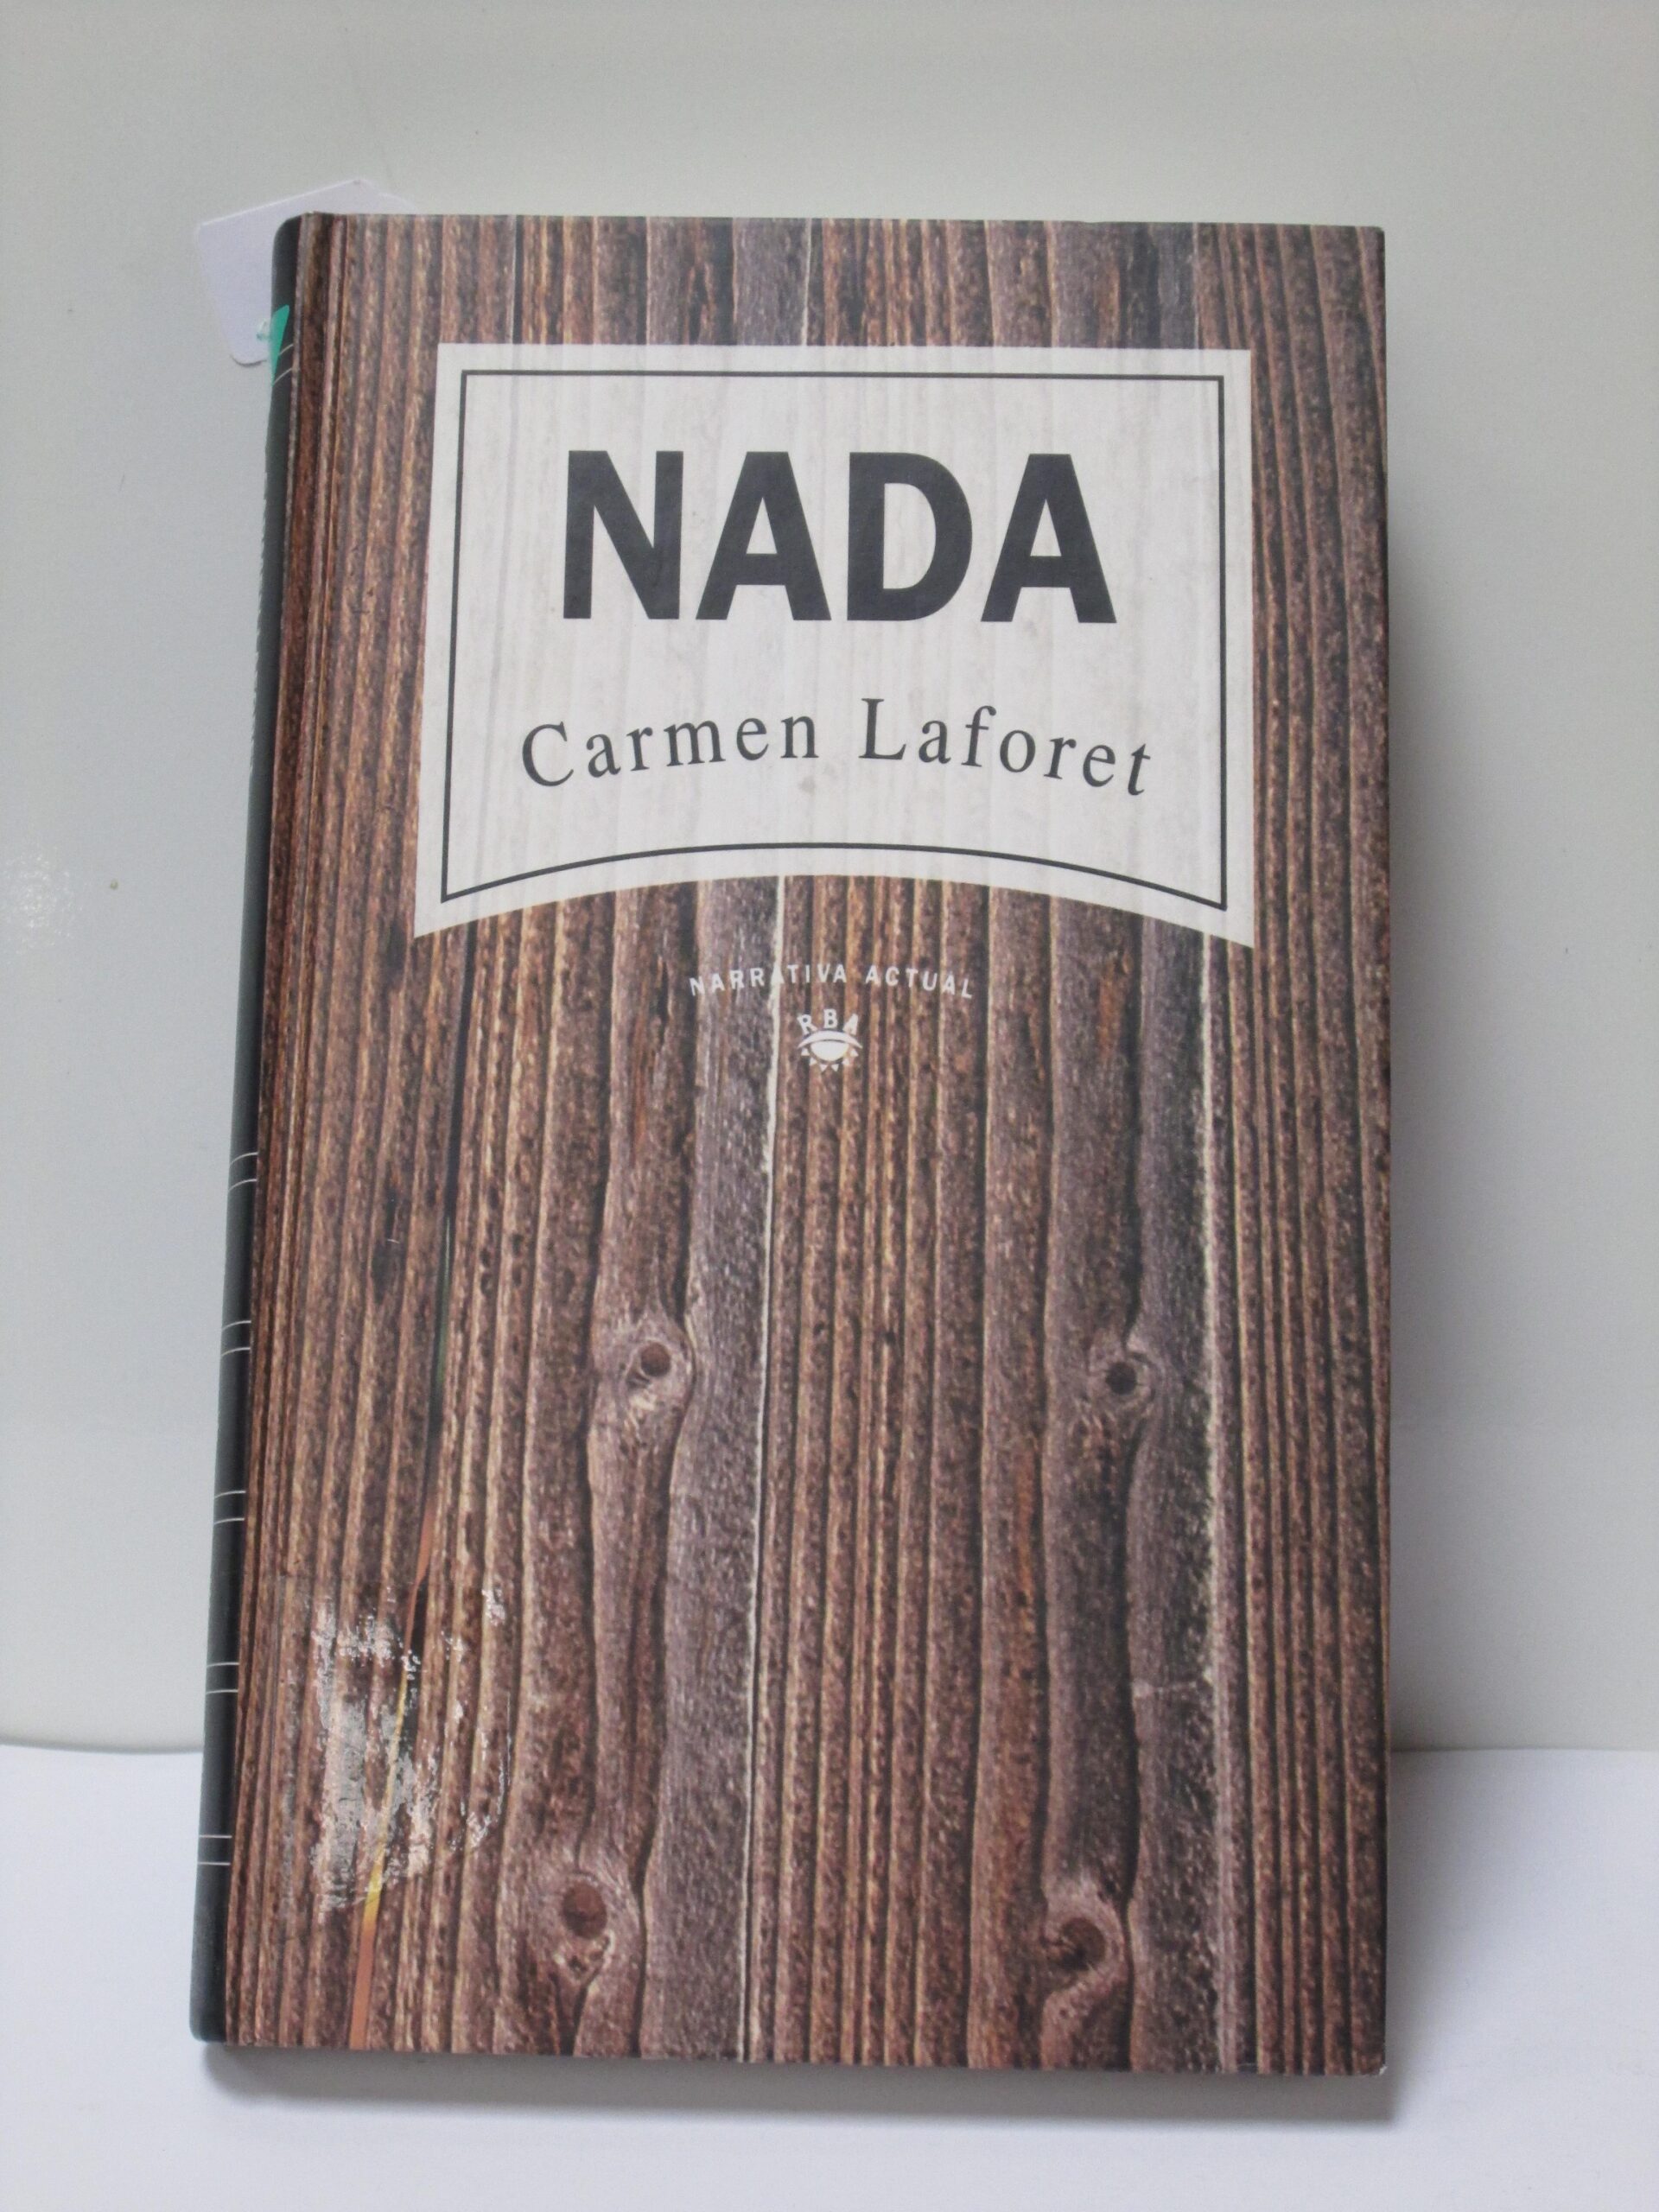 NADA
Carmen Laforet
NARRATIVA ACTUAL
RBA